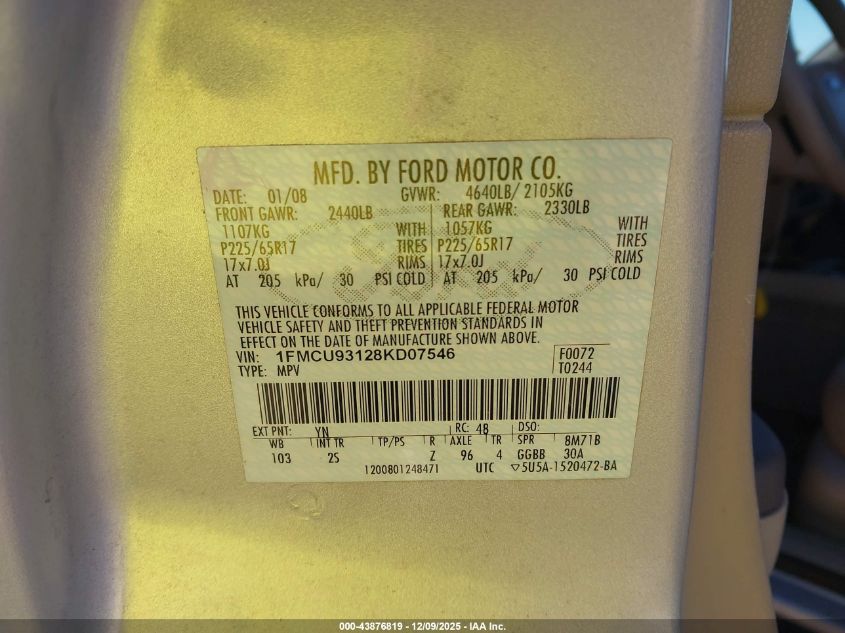 MFD. BY FORD MOTOR CO.
DATE: 01/08 GVWR: 4640LB/ 2105KG
FRONT GAWR: 2440LB REAR GAWR: 2330LB
1107KG WITH 1057KG WITH
P225/65R17 TIRES P225/65R17 TIRES
17x7.0J RIMS 17x7.0J RIMS
AT 205 kPa/ 30 PSI COLD AT 205 kPa/ 30 PSI COLD
THIS VEHICLE CONFORMS TO ALL APPLICABLE FEDERAL MOTOR
VEHICLE SAFETY AND THEFT PREVENTION STANDARDS IN
EFFECT ON THE DATE OF MANUFACTURE SHOWN ABOVE.
VIN: 1FMCU93128KD07546 F0072
TYPE: MPV T0244
EXT PNT: YN RC: 48 DSO:
WB INT TR TP/PS R AXLE TR SPR 8M71B
103 2S Z 96 4 GGBB 30A
1200801248471 UTC ▽5U5A-1520472-BA
000-43876819 - 12/09/2025 - IAA Inc.